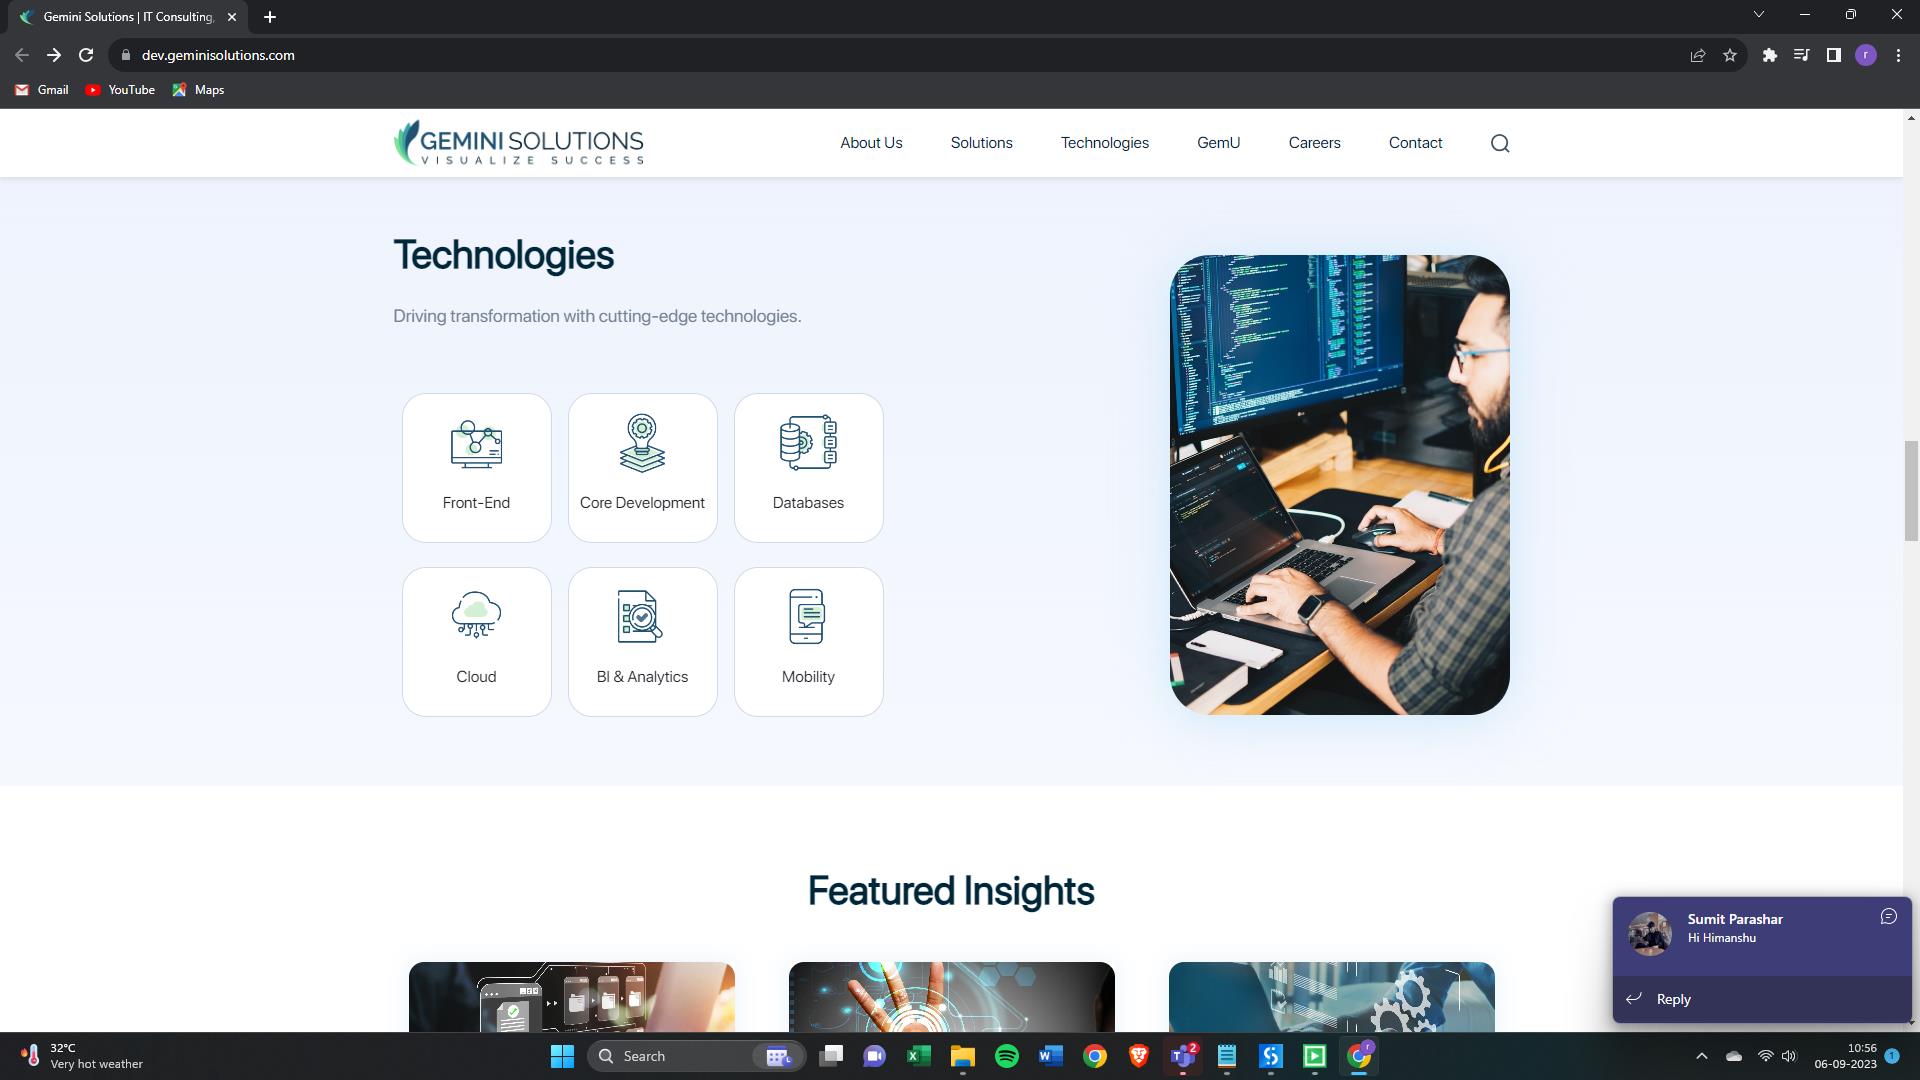 Gemini Solutions | IT Consulting,
dev.geminisolutions.com
r
Gmail
YouTube
Maps
GEMINI SOLUTIONS
VISUALIZE SUCCESS
About Us
Solutions
Technologies
GemU
Careers
Contact
Technologies
Driving transformation with cutting-edge technologies.
Front-End
Core Development
Databases
Cloud
BI & Analytics
Mobility
Featured Insights
Sumit Parashar
Hi Himanshu
Reply
32°C
Very hot weather
Search
2
r
10:56
06-09-2023
1